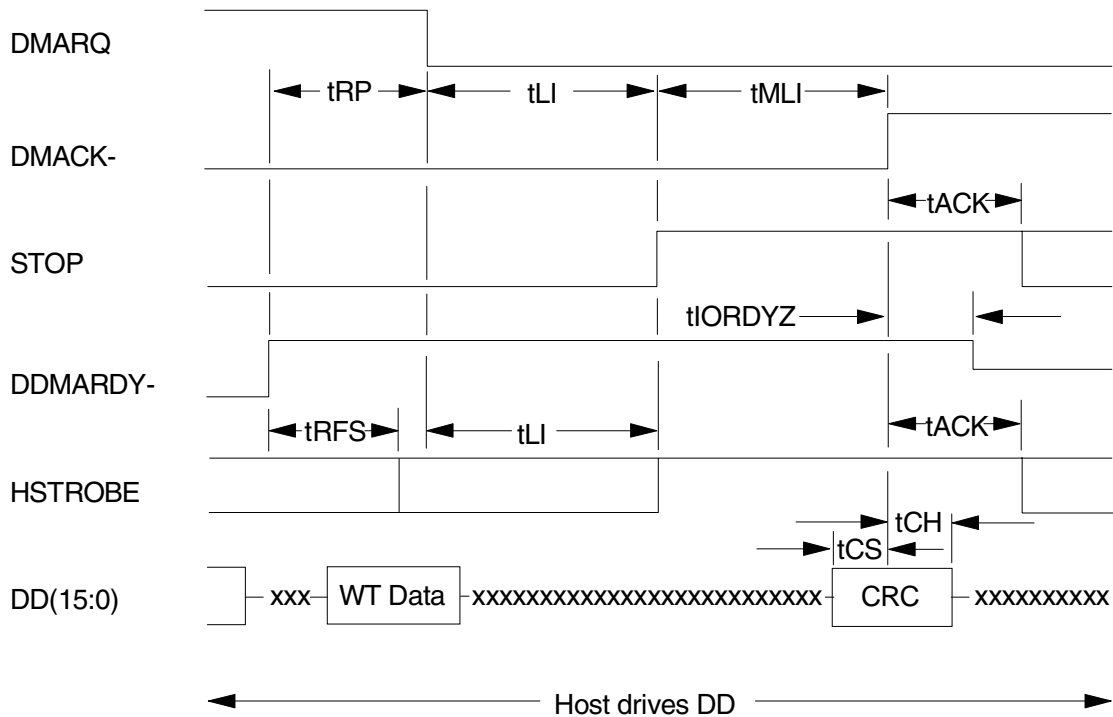 DMARQ
tRP tLI tMLI
DMACK-
tACK
STOP
tIORDYZ
DDMARDY-
tRFS tLI tACK
HSTROBE
tCH
tCS
DD(15:0) xxx WT Data xxxxxxxxxxxxxxxxxxxxxxxxxx CRC xxxxxxxxxx
Host drives DD